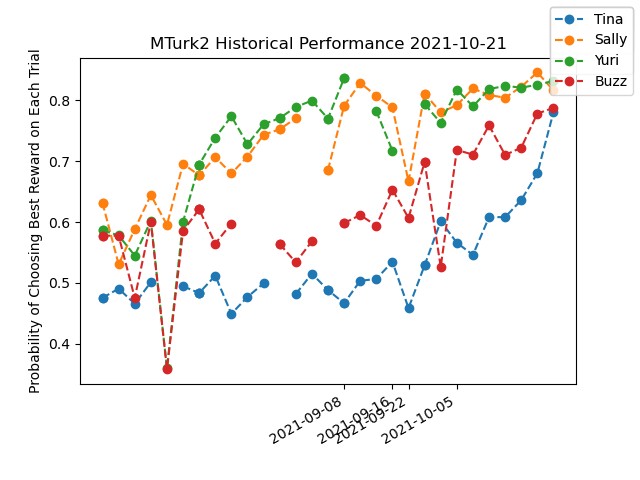 MTurk2 Historical Performance 2021-10-21
Tina
Sally
Yuri
Buzz
Probability of Choosing Best Reward on Each Trial
0.8
0.7
0.6
0.5
0.4
2021-09-08
2021-09-16
2021-09-22
2021-10-05